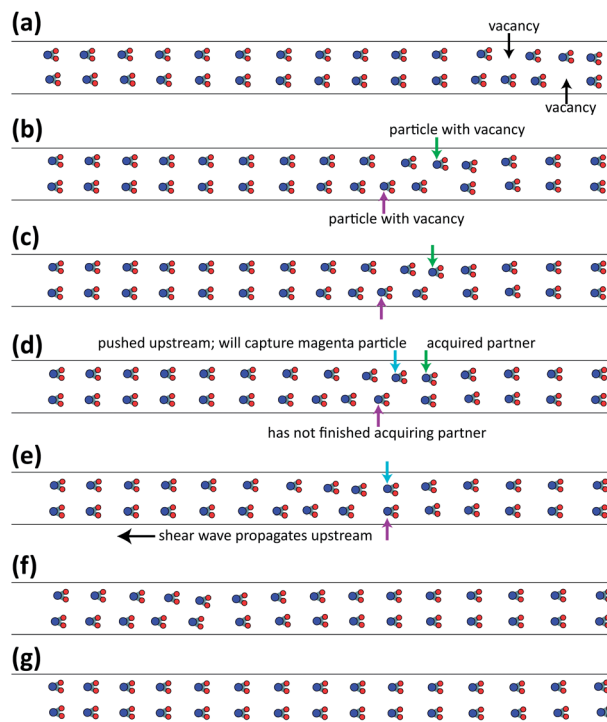 (a)
vacancy
vacancy
(b)
particle with vacancy
particle with vacancy
(c)
(d)
pushed upstream; will capture magenta particle
acquired partner
has not finished acquiring partner
(e)
shear wave propagates upstream
(f)
(g)